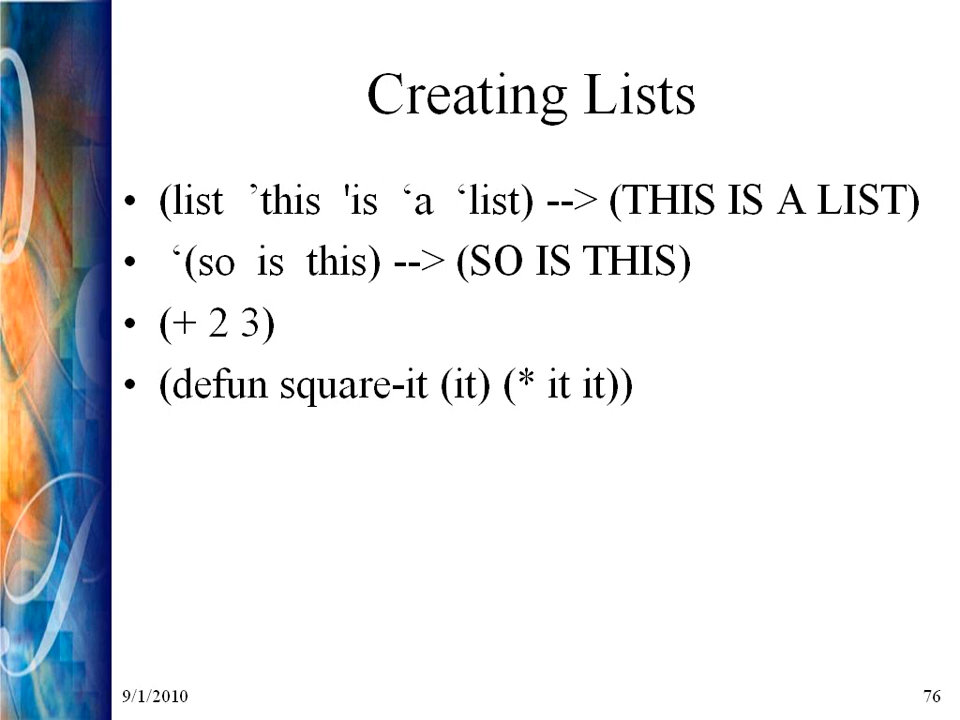 Creating Lists
• (list ’this 'is ‘a ‘list) --> (THIS IS A LIST)
• ‘(so is this) --> (SO IS THIS)
• (+ 2 3)
• (defun square-it (it) (* it it))
9/1/2010 76